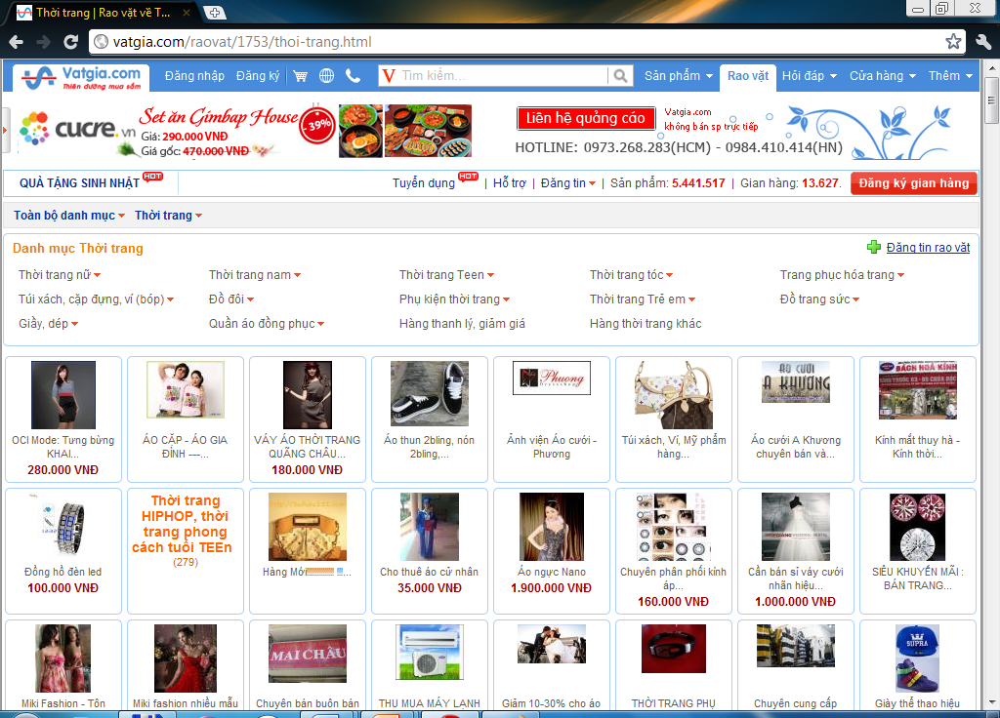 Thời trang | Rao vặt về T...
vatgia.com/raovat/1753/thoi-trang.html
Vatgia.com
Thiên đường mua sắm
Đăng nhập Đăng ký
V Tìm kiếm...
Sản phẩm Rao vặt Hỏi đáp Cửa hàng Thêm
cucre.vn
Set ăn Gimbap House
Giá: 290.000 VNĐ
Giá gốc: 470.000 VNĐ
-39%
Liên hệ quảng cáo
Vatgia.com
không bán sp trực tiếp
HOTLINE: 0973.268.283(HCM) - 0984.410.414(HN)
QUÀ TẶNG SINH NHẬT HOT
Tuyển dụng HOT | Hỗ trợ | Đăng tin | Sản phẩm: 5.441.517 | Gian hàng: 13.627.
Đăng ký gian hàng
Toàn bộ danh mục Thời trang
Danh mục Thời trang
Đăng tin rao vặt
Thời trang nữ Thời trang nam Thời trang Teen Thời trang tóc Trang phục hóa trang
Túi xách, cặp đựng, ví (bóp) Đồ đôi Phụ kiện thời trang Thời trang Trẻ em Đồ trang sức
Giầy, dép Quần áo đồng phục Hàng thanh lý, giảm giá Hàng thời trang khác
OCI Mode: Tưng bừng
KHAI...
280.000 VNĐ
ÁO CẶP - ÁO GIA
ĐÌNH ---...
VÁY ÁO THỜI TRANG
QUÃNG CHÂU...
180.000 VNĐ
Áo thun 2bling, nón
2bling,...
Phuong
Ảnh viện Áo cưới -
Phương
Túi xách, Ví, Mỹ phẩm
hàng...
ÁO CƯỚI
A KHƯƠNG
Áo cưới A Khương
chuyên bán và...
BÁCH HOÁ KÍNH
Kính mắt thuy hà -
Kính thời...
Đồng hồ đèn led
100.000 VNĐ
Thời trang
HIPHOP, thời
trang phong
cách tuổi TEEn
(279)
Hàng Mới ...
Cho thuê áo cử nhân
35.000 VNĐ
Áo ngực Nano
1.900.000 VNĐ
Chuyên phân phối kính
áp...
160.000 VNĐ
Cần bán sỉ váy cưới
nhãn hiệu...
1.000.000 VNĐ
SIÊU KHUYẾN MÃI :
BÁN TRANG...
Miki Fashion - Tôn
Miki fashion nhiều mẫu
MAI CHÂU
Chuyên bán buôn bán
THU MUA MÁY LẠNH
Giảm 10-30% cho áo
THỜI TRANG PHỤ
Chuyên cung cấp
SUPRA
Giày thể thao hiệu